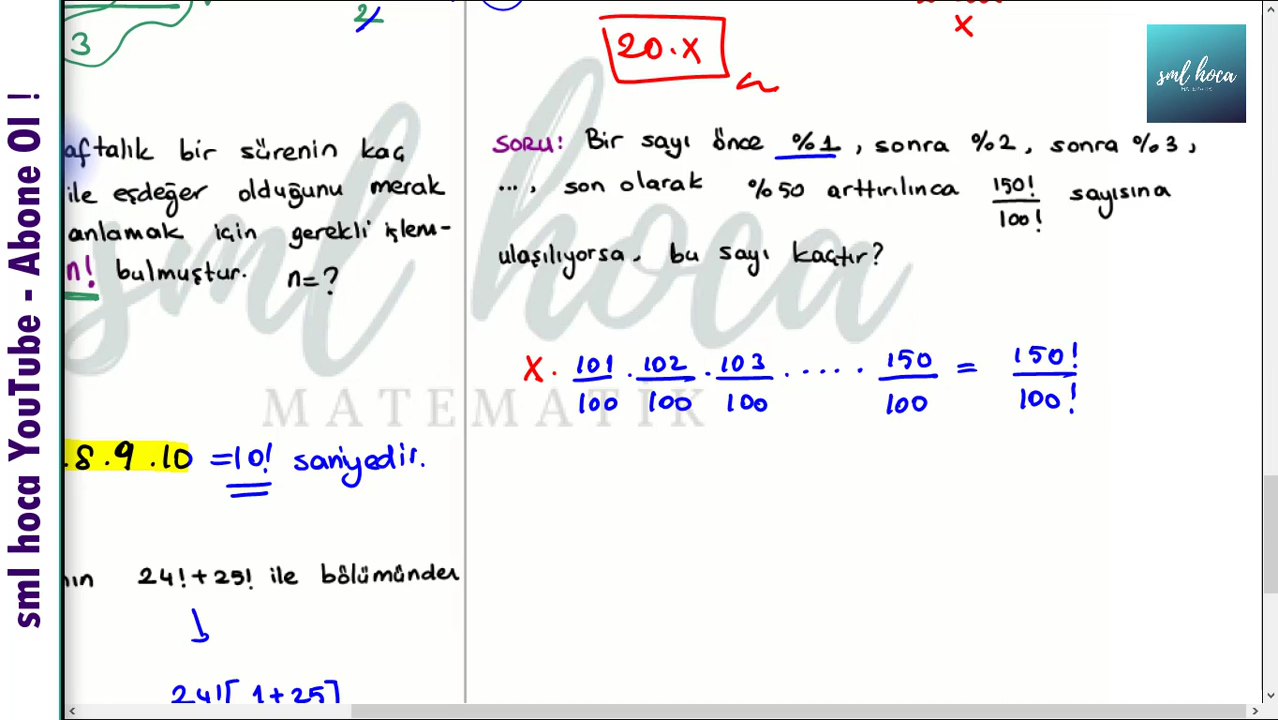 sml hoca YouTube - Abone Ol !
3
2
aftalık bir sürenin kaç
ile eşdeğer olduğunu merak
anlamak için gerekli işlem-
n! bulmuştur. n=?
.8.9.10 =10! saniyedir.
nın 24!+25! ile bölümünden
24![1+25]
20.x
x
sml hoca
MATEMATİK
SORU: Bir sayı önce %1, sonra %2, sonra %3,
..., son olarak %50 arttırılınca 150!/100! sayısına
ulaşılıyorsa, bu sayı kaçtır?
x . 101/100 . 102/100 . 103/100 . ..... . 150/100 = 150!/100!
sml hoca
MATEMATİK